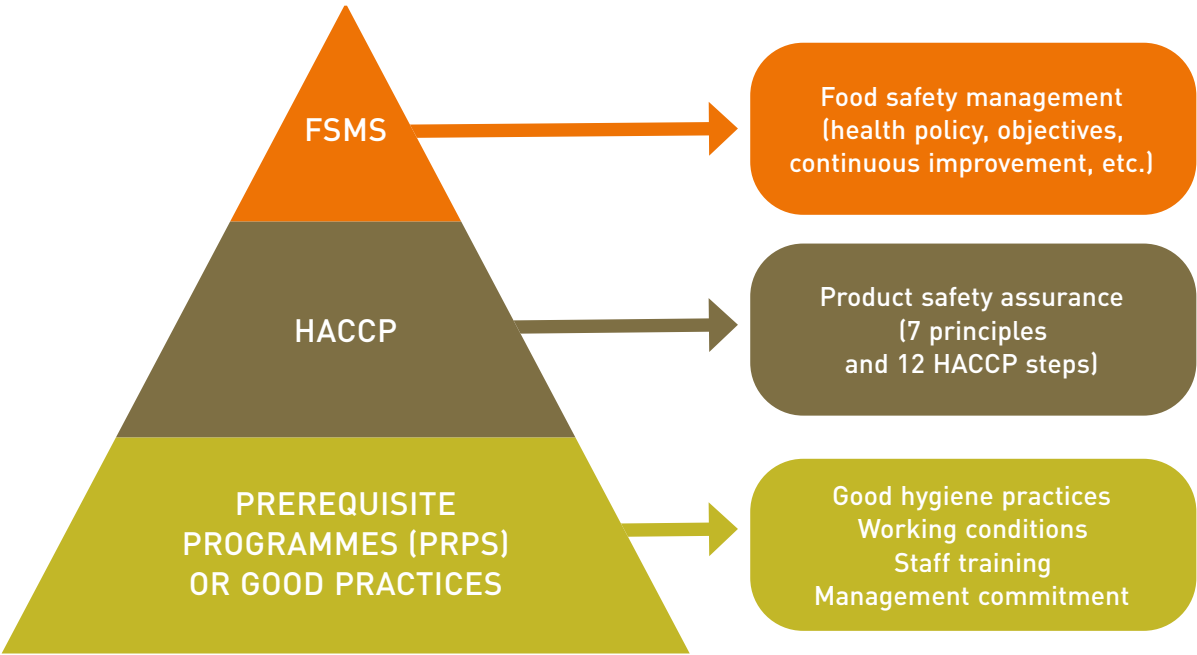 FSMS
Food safety management
(health policy, objectives,
continuous improvement, etc.)
HACCP
Product safety assurance
(7 principles
and 12 HACCP steps)
PREREQUISITE
PROGRAMMES (PRPS)
OR GOOD PRACTICES
Good hygiene practices
Working conditions
Staff training
Management commitment